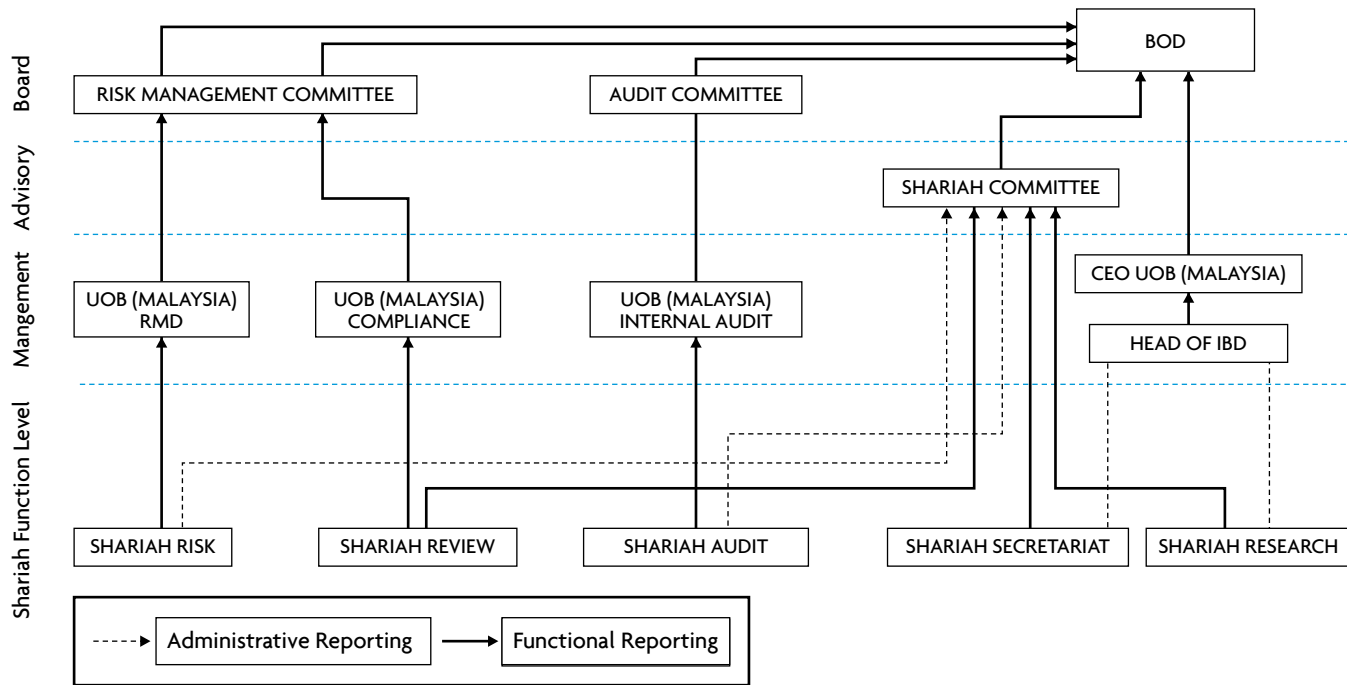 Board
BOD
RISK MANAGEMENT COMMITTEE
AUDIT COMMITTEE
Advisory
SHARIAH COMMITTEE
Mangement
UOB (MALAYSIA)
RMD
UOB (MALAYSIA)
COMPLIANCE
UOB (MALAYSIA)
INTERNAL AUDIT
CEO UOB (MALAYSIA)
HEAD OF IBD
Shariah Function Level
SHARIAH RISK
SHARIAH REVIEW
SHARIAH AUDIT
SHARIAH SECRETARIAT
SHARIAH RESEARCH
Administrative Reporting
Functional Reporting